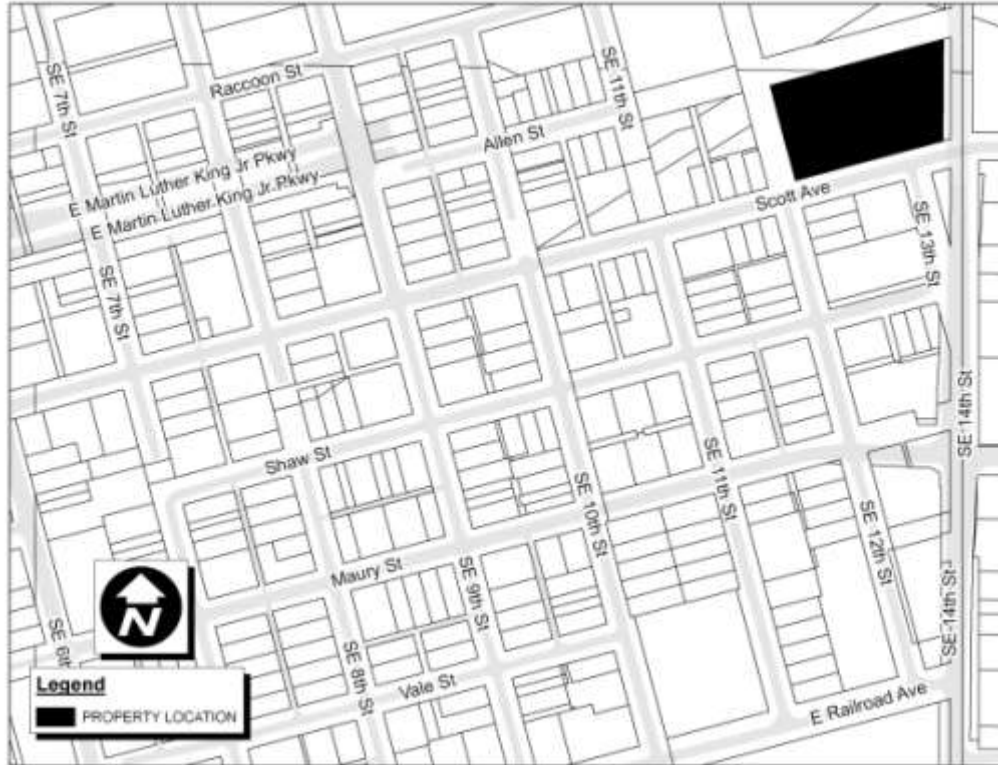 SE 7th St
Raccoon St
SE 11th St
Allen St
E Martin Luther King Jr Pkwy
E Martin Luther King Jr Pkwy
Scott Ave
SE 13th St
SE 7th St
SE 14th St
Shaw St
SE 10th St
SE 11th St
SE 12th St
Maury St
SE 9th St
SE 14th St
N
SE 6th
SE 8th St
Vale St
E Railroad Ave
Legend
PROPERTY LOCATION